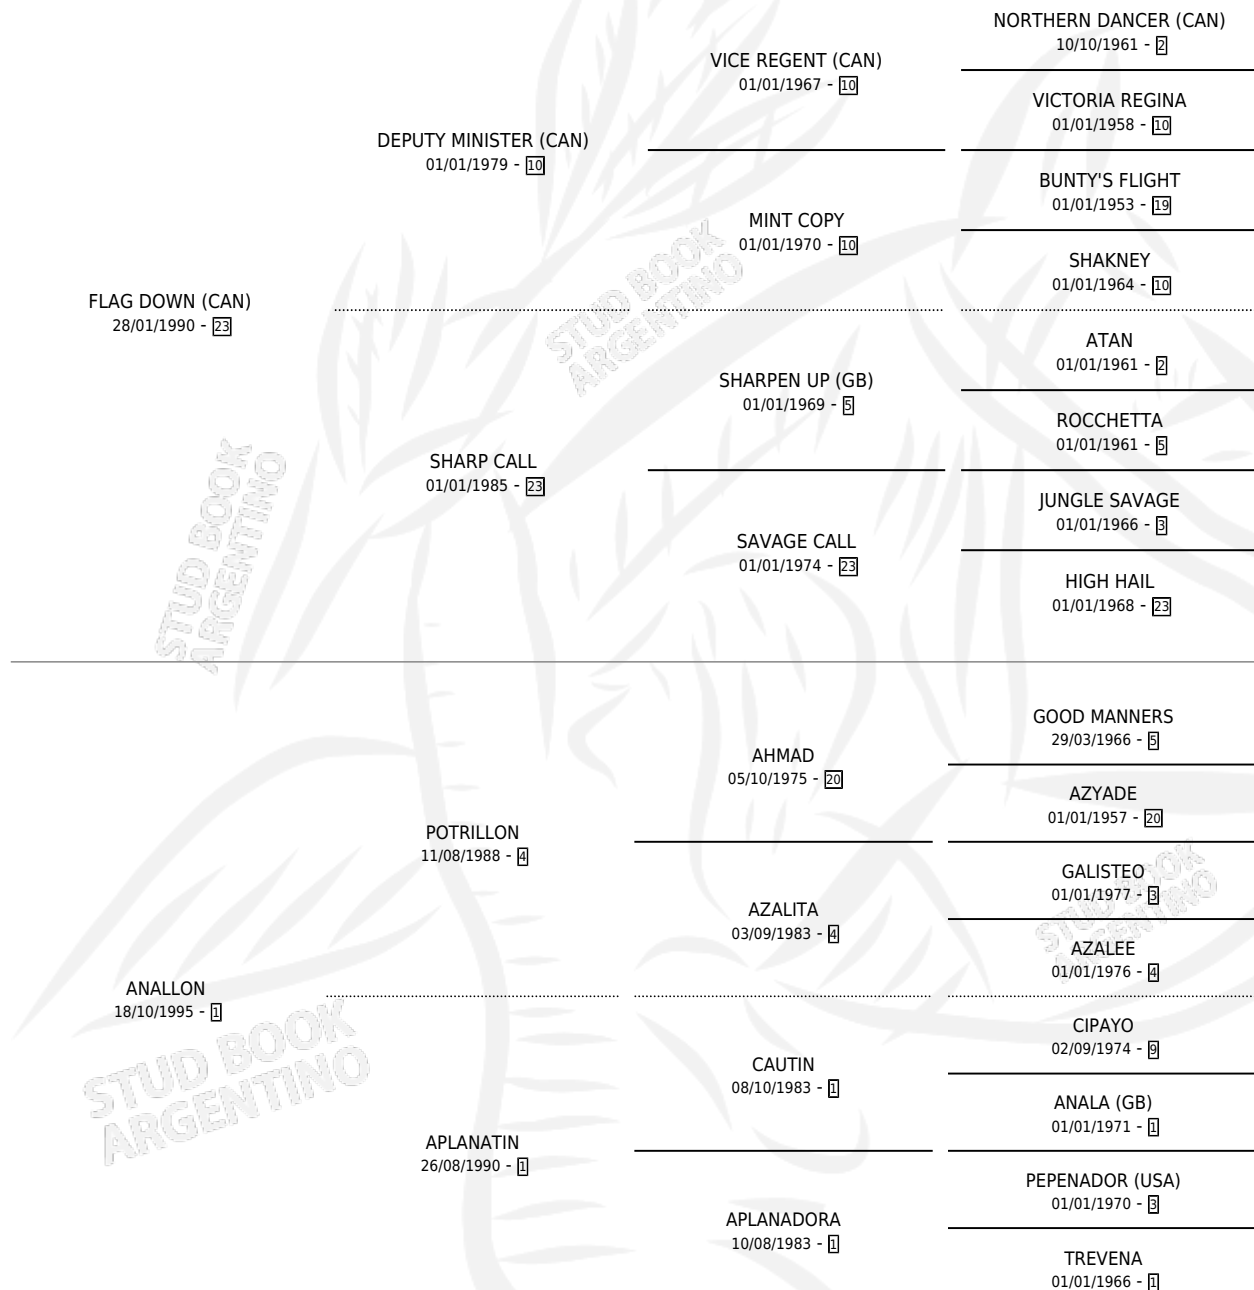 NORTHERN DANCER (CAN)
10/10/1961 - 2
VICE REGENT (CAN)
01/01/1967 - 10
VICTORIA REGINA
01/01/1958 - 10
DEPUTY MINISTER (CAN)
01/01/1979 - 10
BUNTY'S FLIGHT
01/01/1953 - 19
MINT COPY
01/01/1970 - 10
SHAKNEY
01/01/1964 - 10
FLAG DOWN (CAN)
28/01/1990 - 23
ATAN
01/01/1961 - 2
SHARPEN UP (GB)
01/01/1969 - 5
ROCCHETTA
01/01/1961 - 5
SHARP CALL
01/01/1985 - 23
JUNGLE SAVAGE
01/01/1966 - 3
SAVAGE CALL
01/01/1974 - 23
HIGH HAIL
01/01/1968 - 23
STUD BOOK
ARGENTINO
STUD BOOK
ARGENTINO
GOOD MANNERS
29/03/1966 - 5
AHMAD
05/10/1975 - 20
AZYADE
01/01/1957 - 20
POTRILLON
11/08/1988 - 4
GALISTEO
01/01/1977 - 3
AZALITA
03/09/1983 - 4
AZALEE
01/01/1976 - 4
STUD BOOK
ARGENTINO
ANALLON
18/10/1995 - 1
CIPAYO
02/09/1974 - 9
CAUTIN
08/10/1983 - 1
ANALA (GB)
01/01/1971 - 1
APLANATIN
26/08/1990 - 1
PEPENADOR (USA)
01/01/1970 - 3
APLANADORA
10/08/1983 - 1
TREVENA
01/01/1966 - 1
STUD BOOK
ARGENTINO